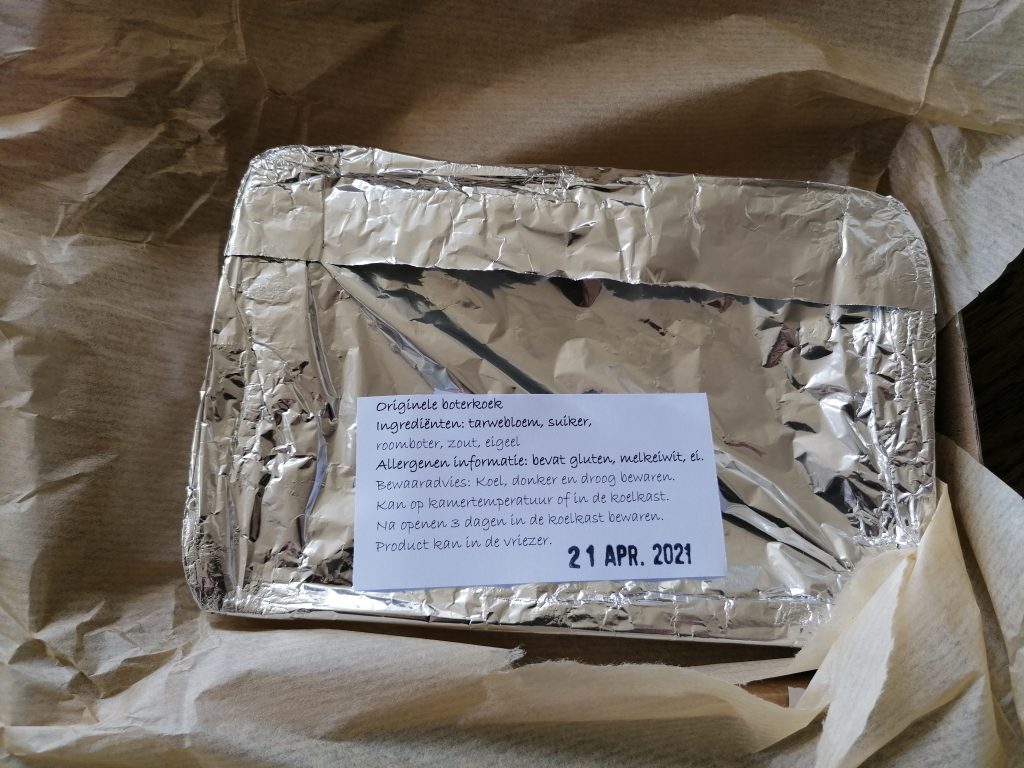 Originele boterkoek
Ingrediënten: tarwebloem, suiker,
roomboter, zout, eigeel
Allergenen informatie: bevat gluten, melkeiwit, ei.
Bewaaradvies: Koel, donker en droog bewaren.
Kan op kamertemperatuur of in de koelkast.
Na openen 3 dagen in de koelkast bewaren.
Product kan in de vriezer.
21 APR. 2021